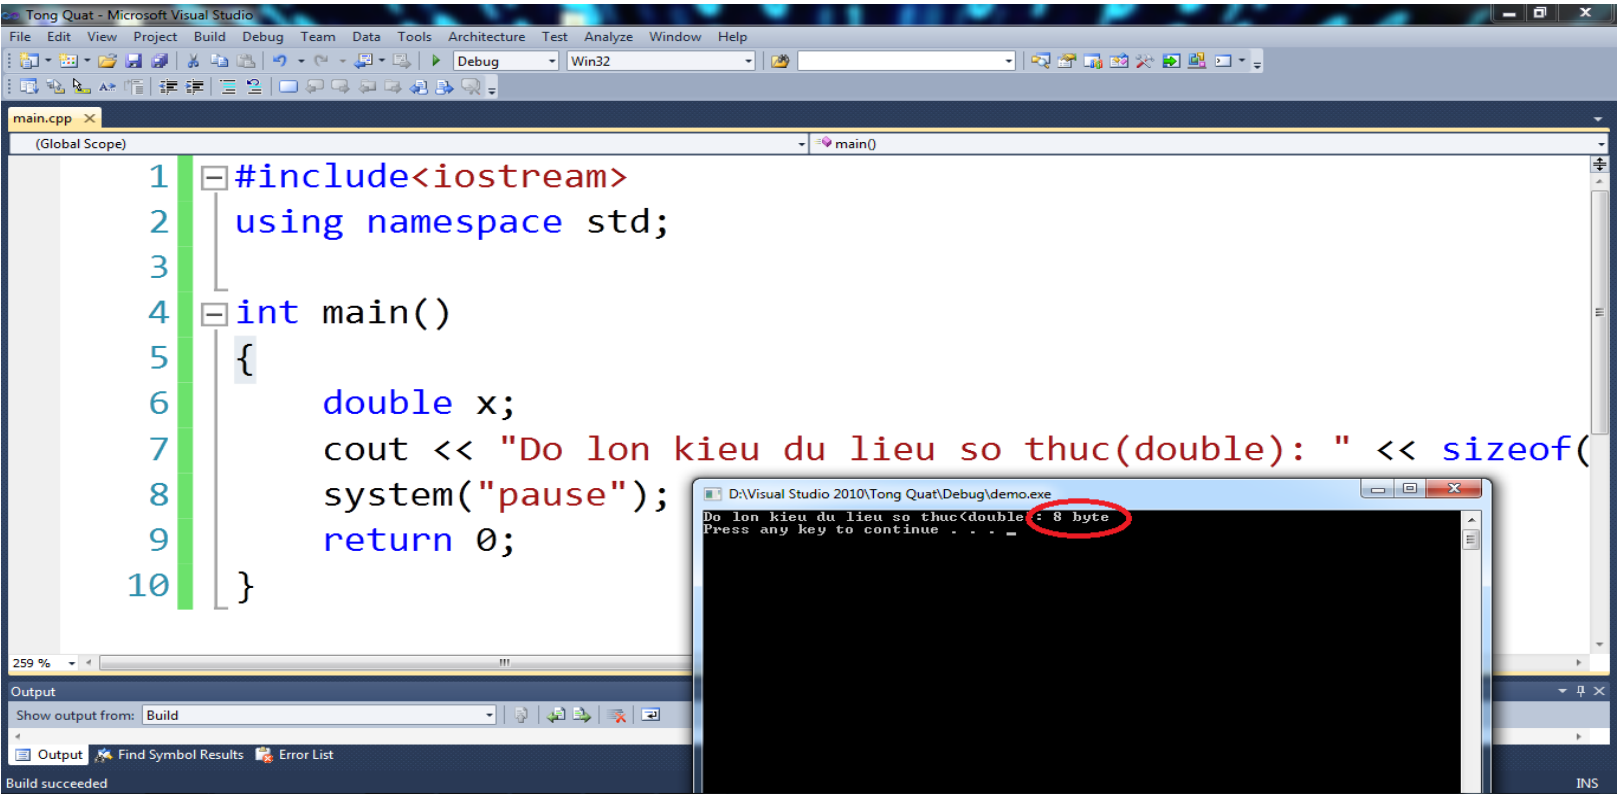 Tong Quat - Microsoft Visual Studio
File Edit View Project Build Debug Team Data Tools Architecture Test Analyze Window Help
Debug Win32
main.cpp
(Global Scope) main()
1 #include<iostream>
2 using namespace std;
3
4 int main()
5 {
6 double x;
7 cout << "Do lon kieu du lieu so thuc(double): " << sizeof(
8 system("pause");
9 return 0;
10 }
D:\Visual Studio 2010\Tong Quat\Debug\demo.exe
Do lon kieu du lieu so thuc(double): 8 byte
Press any key to continue . . . _
259 %
Output
Show output from: Build
Output Find Symbol Results Error List
Build succeeded
INS